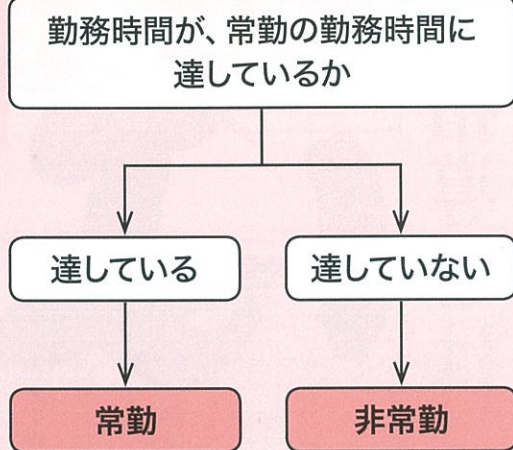 勤務時間が、常勤の勤務時間に
達しているか
達している
達していない
常勤
非常勤